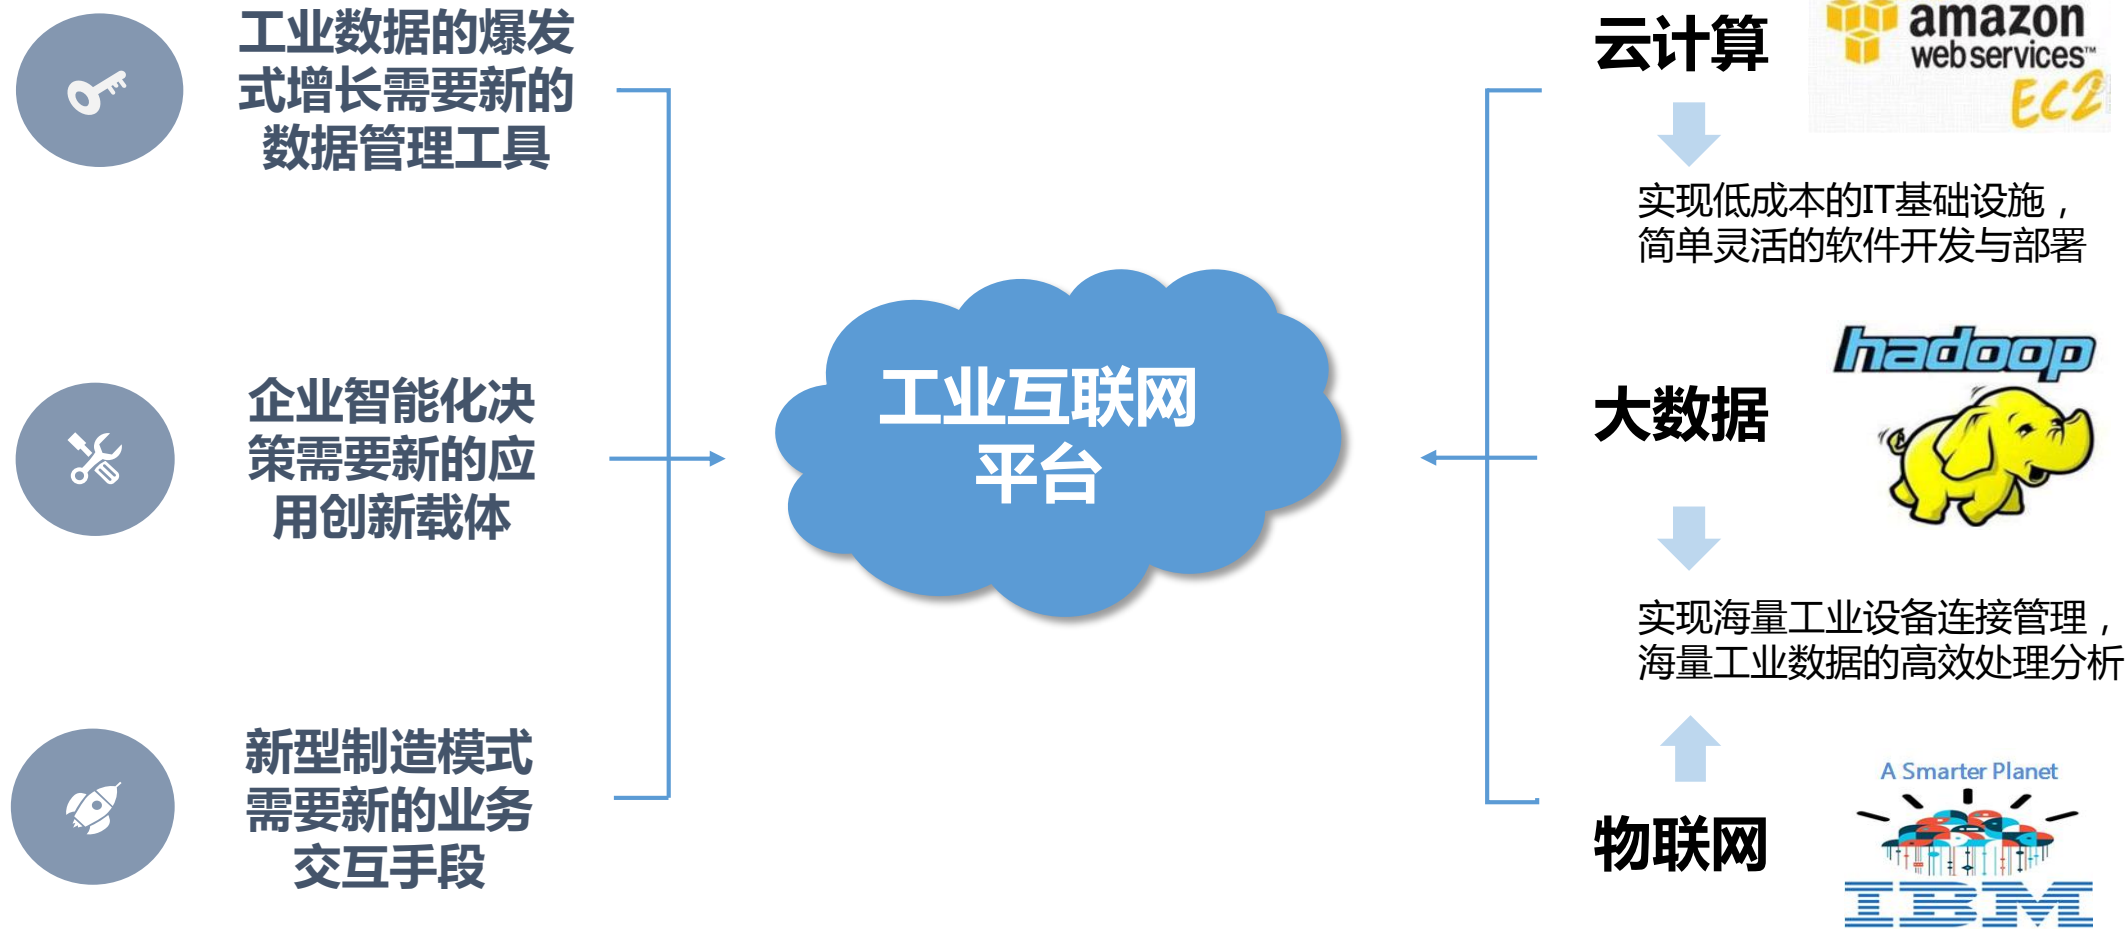 工业数据的爆发
式增长需要新的
数据管理工具
企业智能化决
策需要新的应
用创新载体
新型制造模式
需要新的业务
交互手段
工业互联网
平台
云计算
amazon
web services™
EC2
实现低成本的IT基础设施，
简单灵活的软件开发与部署
hadoop
大数据
实现海量工业设备连接管理，
海量工业数据的高效处理分析
A Smarter Planet
物联网
IBM